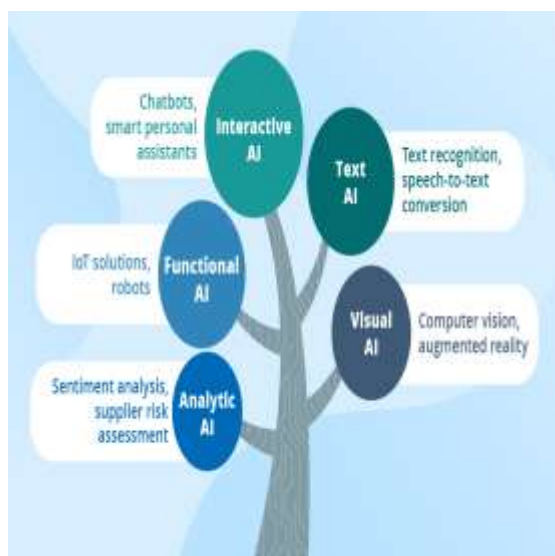 Chatbots,
smart personal
assistants
Interactive
AI
Text
AI
Text recognition,
speech-to-text
conversion
IoT solutions,
robots
Functional
AI
Visual
AI
Computer vision,
augmented reality
Sentiment analysis,
supplier risk
assessment
Analytic
AI